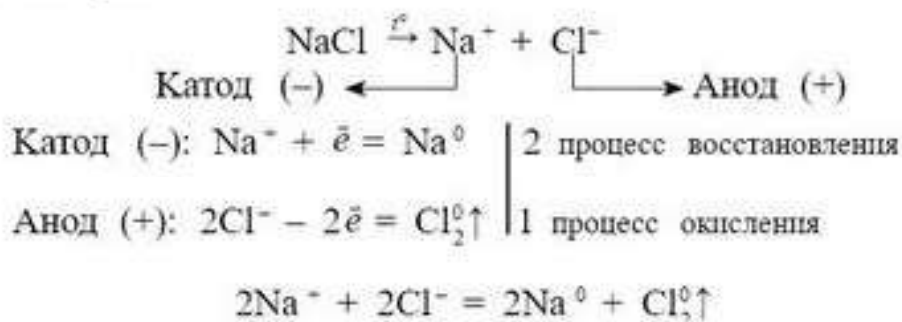 NaCl t°→ Na⁺ + Cl⁻
Катод (–) Анод (+)
Катод (–): Na⁺ + ē = Na⁰ | 2 процесс восстановления
Анод (+): 2Cl⁻ – 2ē = Cl₂⁰↑ | 1 процесс окисления
2Na⁺ + 2Cl⁻ = 2Na⁰ + Cl₂⁰↑